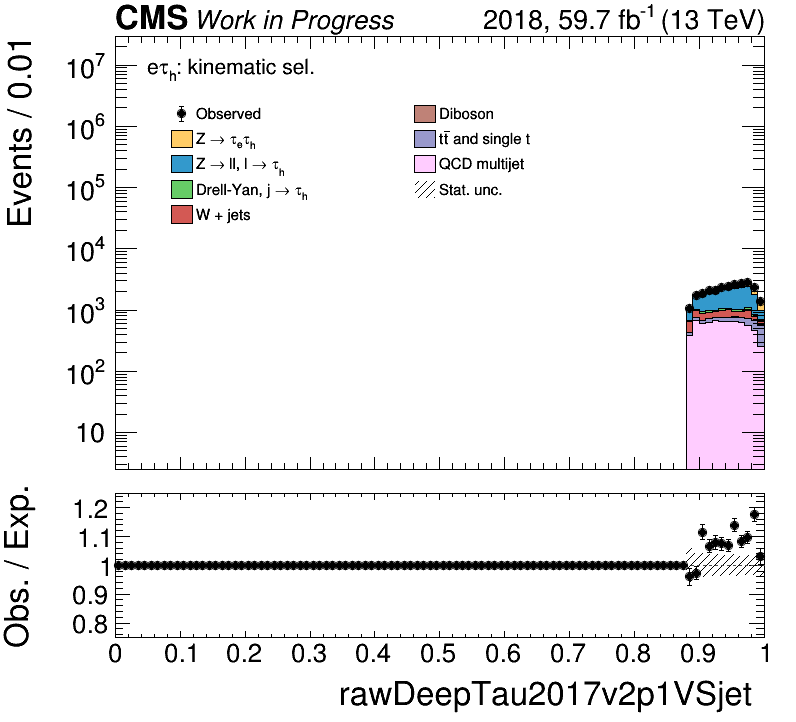 CMS Work in Progress 2018, 59.7 fb⁻¹ (13 TeV)
Events / 0.01
eτₕ: kinematic sel.
Observed
Z → τₑτₕ
Z → ll, l → τₕ
Drell-Yan, j → τₕ
W + jets
Diboson
tt̄ and single t
QCD multijet
Stat. unc.
10⁷
10⁶
10⁵
10⁴
10³
10²
10
Obs. / Exp.
1.2
1.1
1
0.9
0.8
0 0.1 0.2 0.3 0.4 0.5 0.6 0.7 0.8 0.9 1
rawDeepTau2017v2p1VSjet